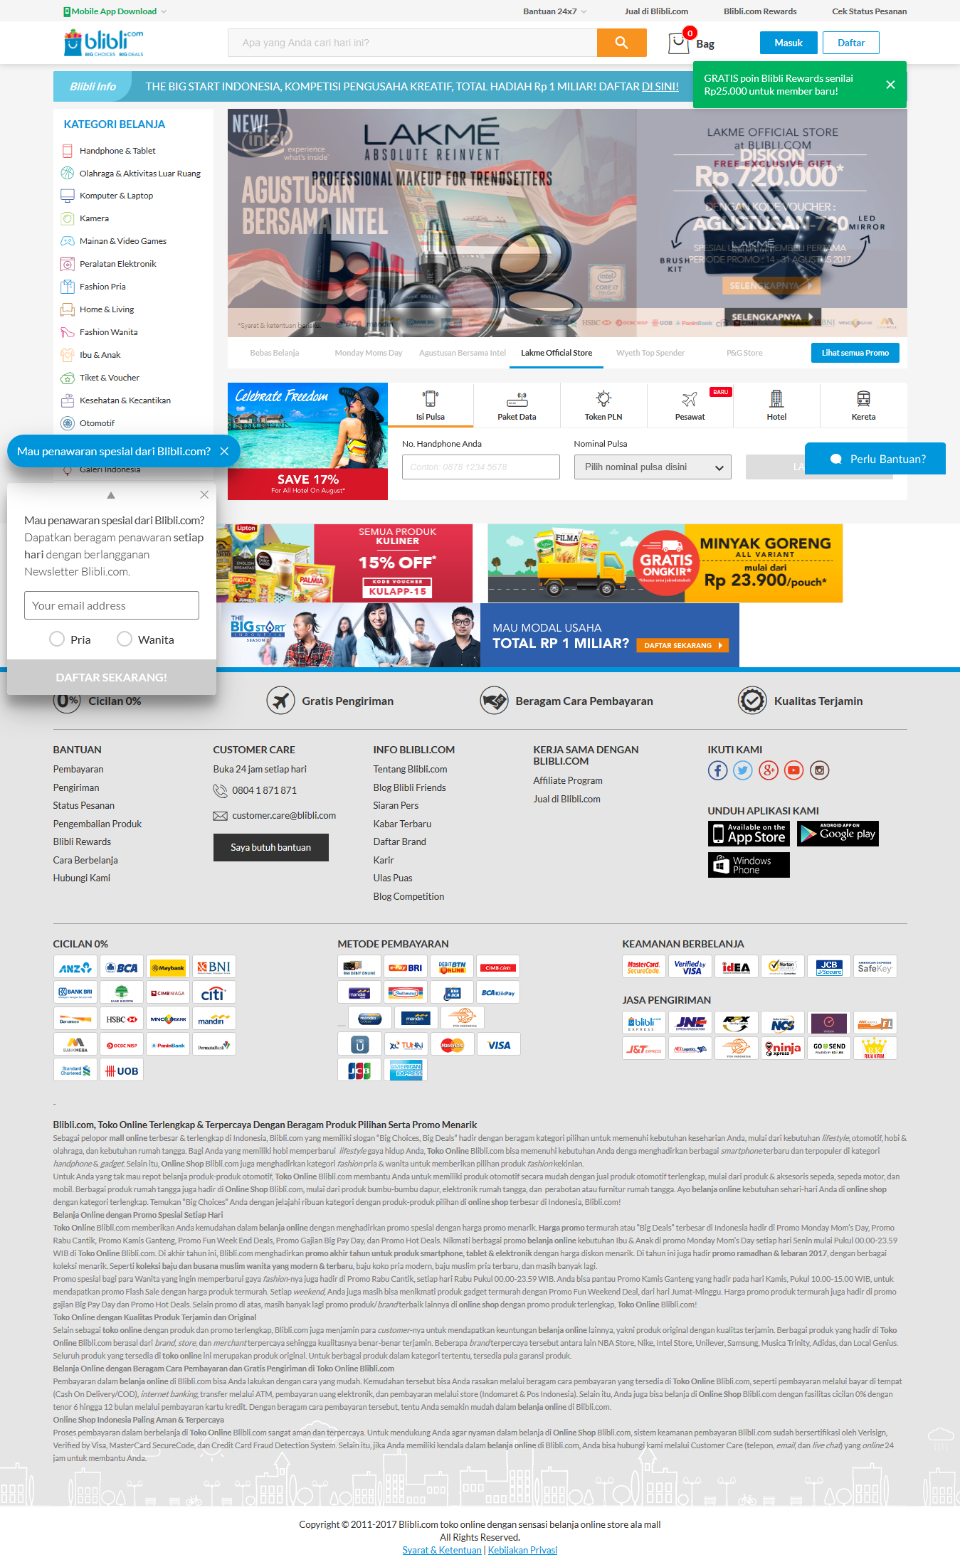 Mobile App Download
Bantuan 24x7
Jual di Blibli.com
Blibli.com Rewards
Cek Status Pesanan
blibli.com
BIG CHOICES BIG DEALS
Apa yang Anda cari hari ini?
0
Bag
Masuk
Daftar
GRATIS poin Blibli Rewards senilai
Rp25.000 untuk member baru!
Blibli Info
THE BIG START INDONESIA, KOMPETISI PENGUSAHA KREATIF, TOTAL HADIAH Rp 1 MILIAR! DAFTAR DI SINI!
KATEGORI BELANJA
Handphone & Tablet
Olahraga & Aktivitas Luar Ruang
Komputer & Laptop
Kamera
Mainan & Video Games
Peralatan Elektronik
Fashion Pria
Home & Living
Fashion Wanita
Ibu & Anak
Tiket & Voucher
Kesehatan & Kecantikan
Otomotif
Galeri Indonesia
NEW!
intel
experience
what's inside
LAKMÉ
ABSOLUTE REINVENT
PROFESSIONAL MAKEUP FOR TRENDSETTERS
AGUSTUSAN
BERSAMA INTEL
LAKME OFFICIAL STORE
at BLIBLI.COM
DISKON
FREE EXCLUSIVE GIFT
Rp 720.000*
DENGAN KODE VOUCHER :
AGUSTUSAN-720
PERIODE PROMO : 14 - 31 AGUSTUS 2017
LED
MIRROR
BRUSH
KIT
LAKMÉ
SELENGKAPNYA
SELENGKAPNYA
*Syarat & ketentuan berlaku
Bebas Belanja
Monday Moms Day
Agustusan Bersama Intel
Lakme Official Store
Wyeth Top Spender
P&G Store
Lihat semua Promo
Celebrate Freedom
SAVE 17%
For All Hotel On August*
Isi Pulsa
Paket Data
Token PLN
Pesawat
BARU
Hotel
Kereta
No. Handphone Anda
Contoh: 0878 1234 5678
Nominal Pulsa
Pilih nominal pulsa disini
Perlu Bantuan?
Mau penawaran spesial dari Blibli.com?
Mau penawaran spesial dari Blibli.com?
Dapatkan beragam penawaran setiap
hari dengan berlangganan
Newsletter Blibli.com.
Your email address
Pria
Wanita
DAFTAR SEKARANG!
Lipton
PALMIA
SEMUA PRODUK
KULINER
15% OFF*
KODE VOUCHER
KULAPP-15
FILMA
GRATIS
ONGKIR*
MINYAK GORENG
ALL VARIANT
mulai dari
Rp 23.900/pouch*
THE
BIG START
INDONESIA
MAU MODAL USAHA
TOTAL RP 1 MILIAR?
DAFTAR SEKARANG
0%
Cicilan 0%
Gratis Pengiriman
Beragam Cara Pembayaran
Kualitas Terjamin
BANTUAN
Pembayaran
Pengiriman
Status Pesanan
Pengembalian Produk
Blibli Rewards
Cara Berbelanja
Hubungi Kami
CUSTOMER CARE
Buka 24 jam setiap hari
0804 1 871 871
customer.care@blibli.com
Saya butuh bantuan
INFO BLIBLI.COM
Tentang Blibli.com
Blog Blibli Friends
Siaran Pers
Kabar Terbaru
Daftar Brand
Karir
Ulas Puas
Blog Competition
KERJA SAMA DENGAN
BLIBLI.COM
Affiliate Program
Jual di Blibli.com
IKUTI KAMI
UNDUH APLIKASI KAMI
Available on the
App Store
ANDROID APP ON
Google play
Windows
Phone
CICILAN 0%
ANZ
BCA
Maybank
BNI
BANK BRI
CIMB NIAGA
citi
Danamon
HSBC
MNC BANK
mandiri
BANK MEGA
OCBC NISP
PaninBank
PermataBank
Standard
Chartered
UOB
METODE PEMBAYARAN
BRI
CIMB
BCA KlikPay
mandiri
TUNAI
MasterCard
VISA
JCB
AMERICAN
EXPRESS
KEAMANAN BERBELANJA
MasterCard.
SecureCode
Verified by
VISA
idEA
Norton
JCB
J/Secure
AMERICAN EXPRESS
SafeKey
JASA PENGIRIMAN
blibli
EXPRESS
JNE
RPX
NCS
J&T EXPRESS
ninja
xpress
GO SEND
-
Blibli.com, Toko Online Terlengkap & Terpercaya Dengan Beragam Produk Pilihan Serta Promo Menarik
Sebagai pelopor mall online terbesar & terlengkap di Indonesia, Blibli.com yang memiliki slogan "Big Choices, Big Deals" hadir dengan beragam kategori pilihan untuk memenuhi kebutuhan keseharian Anda, mulai dari kebutuhan lifestyle, otomotif, hobi &
olahraga, dan kebutuhan rumah tangga. Bagi Anda yang memiliki hobi memperbarui lifestyle gaya hidup Anda, Toko Online Blibli.com bisa memenuhi kebutuhan Anda denga menghadirkan berbagai smartphone terbaru dan terpopuler di kategori
handphone & gadget. Selain itu, Online Shop Blibli.com juga menghadirkan kategori fashion pria & wanita untuk memberikan pilihan produk fashion kekinian.
Untuk Anda yang tak mau repot belanja produk-produk otomotif, Toko Online Blibli.com membantu Anda untuk memiliki produk otomotif secara mudah dengan jual produk otomotif terlengkap, mulai dari produk & aksesoris sepeda, sepeda motor, dan
mobil. Berbagai produk rumah tangga juga hadir di Online Shop Blibli.com, mulai dari produk bumbu-bumbu dapur, elektronik rumah tangga, dan perabotan atau furnitur rumah tangga. Ayo belanja online kebutuhan sehari-hari Anda di online shop
dengan kategori terlengkap. Temukan "Big Choices" Anda dengan jelajahi ribuan kategori dengan produk-produk pilihan di online shop terbesar di Indonesia, Blibli.com!
Belanja Online dengan Promo Spesial Setiap Hari
Toko Online Blibli.com memberikan Anda kemudahan dalam belanja online dengan menghadirkan promo spesial dengan harga promo menarik. Harga promo termurah atau "Big Deals" terbesar di Indonesia hadir di Promo Monday Mom's Day, Promo
Rabu Cantik, Promo Kamis Ganteng, Promo Fun Week End Deals, Promo Gajian Big Pay Day, dan Promo Hot Deals. Nikmati berbagai promo belanja online kebutuhan Ibu & Anak di promo Monday Mom's Day setiap hari Senin mulai Pukul 00.00-23.59
WIB di Toko Online Blibli.com. Di akhir tahun ini, Blibli.com menghadirkan promo akhir tahun untuk produk smartphone, tablet & elektronik dengan harga diskon menarik. Di tahun ini juga hadir promo ramadhan & lebaran 2017, dengan berbagai
koleksi menarik. Seperti koleksi baju dan busana muslim wanita yang modern & terbaru, baju koko pria modern, baju muslim pria terbaru, dan masih banyak lagi.
Promo spesial bagi para Wanita yang ingin memperbarui gaya fashion-nya juga hadir di Promo Rabu Cantik, setiap hari Rabu Pukul 00.00-23.59 WIB. Anda bisa pantau Promo Kamis Ganteng yang hadir pada hari Kamis, Pukul 10.00-15.00 WIB, untuk
mendapatkan promo Flash Sale dengan harga produk termurah. Setiap weekend, Anda juga masih bisa menikmati produk gadget termurah dengan Promo Fun Weekend Deal, dari hari Jumat-Minggu. Harga promo produk termurah juga hadir di promo
gajian Big Pay Day dan Promo Hot Deals. Selain promo di atas, masih banyak lagi promo produk/brand terbaik lainnya di online shop dengan promo produk terlengkap, Toko Online Blibli.com!
Toko Online dengan Kualitas Produk Terjamin dan Original
Selain sebagai toko online dengan produk dan promo terlengkap, Blibli.com juga menjamin para customer-nya untuk mendapatkan keuntungan belanja online lainnya, yakni produk original dengan kualitas terjamin. Berbagai produk yang hadir di Toko
Online Blibli.com berasal dari brand, store, dan merchant terpercaya sehingga kualitasnya benar-benar terjamin. Beberapa brand terpercaya tersebut antara lain NBA Store, Nike, Intel Store, Unilever, Samsung, Musica Trinity, Adidas, dan Local Genius.
Seluruh produk yang tersedia di toko online ini merupakan produk original. Untuk berbagai produk dalam kategori tertentu, tersedia pula garansi produk.
Belanja Online dengan Beragam Cara Pembayaran dan Gratis Pengiriman di Toko Online Blibli.com
Pembayaran dalam belanja online di Blibli.com bisa Anda lakukan dengan cara yang mudah. Kemudahan tersebut bisa Anda rasakan melalui beragam cara pembayaran yang tersedia di Toko Online Blibli.com, seperti pembayaran melalui bayar di tempat
(Cash On Delivery/COD), internet banking, transfer melalui ATM, pembayaran uang elektronik, dan pembayaran melalui store (Indomaret & Pos Indonesia). Selain itu, Anda juga bisa belanja di Online Shop Blibli.com dengan fasilitas cicilan 0% dengan
tenor 6 hingga 12 bulan melalui pembayaran kartu kredit. Dengan beragam cara pembayaran tersebut, tentu Anda semakin mudah dalam belanja online di Blibli.com.
Online Shop Indonesia Paling Aman & Terpercaya
Proses pembayaran dalam berbelanja di Toko Online Blibli.com sangat aman dan terpercaya. Untuk mendukung Anda agar nyaman dalam belanja di Online Shop Blibli.com, sistem keamanan pembayaran Blibli.com sudah bersertifikasi oleh Verisign,
Verified by Visa, MasterCard SecureCode, dan Credit Card Fraud Detection System. Selain itu, jika Anda memiliki kendala dalam belanja online di Blibli.com, Anda bisa hubungi kami melalui Customer Care (telepon, email, dan live chat) yang online 24
jam untuk membantu Anda.
Copyright © 2011-2017 Blibli.com toko online dengan sensasi belanja online store ala mall
All Rights Reserved.
Syarat & Ketentuan | Kebijakan Privasi